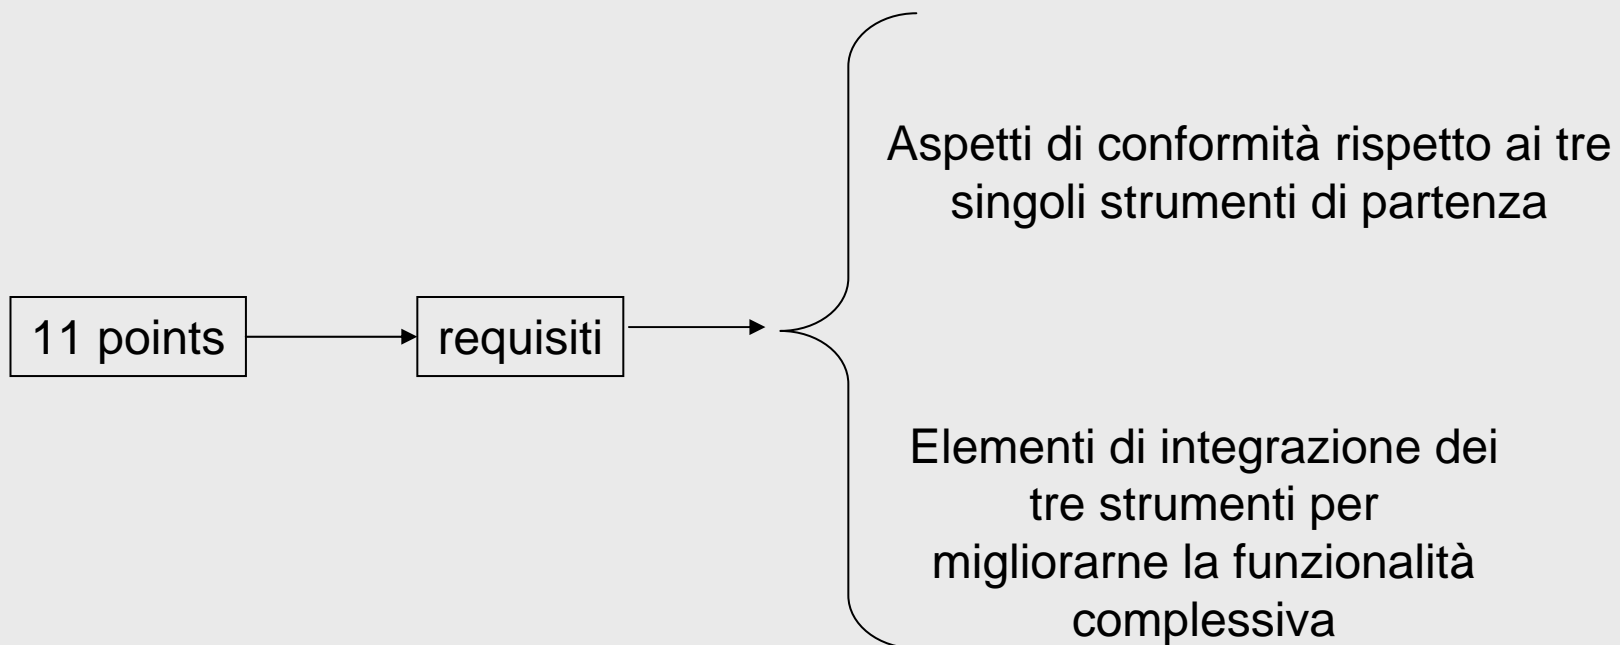 11 points
requisiti
Aspetti di conformità rispetto ai tre
singoli strumenti di partenza
Elementi di integrazione dei
tre strumenti per
migliorarne la funzionalità
complessiva